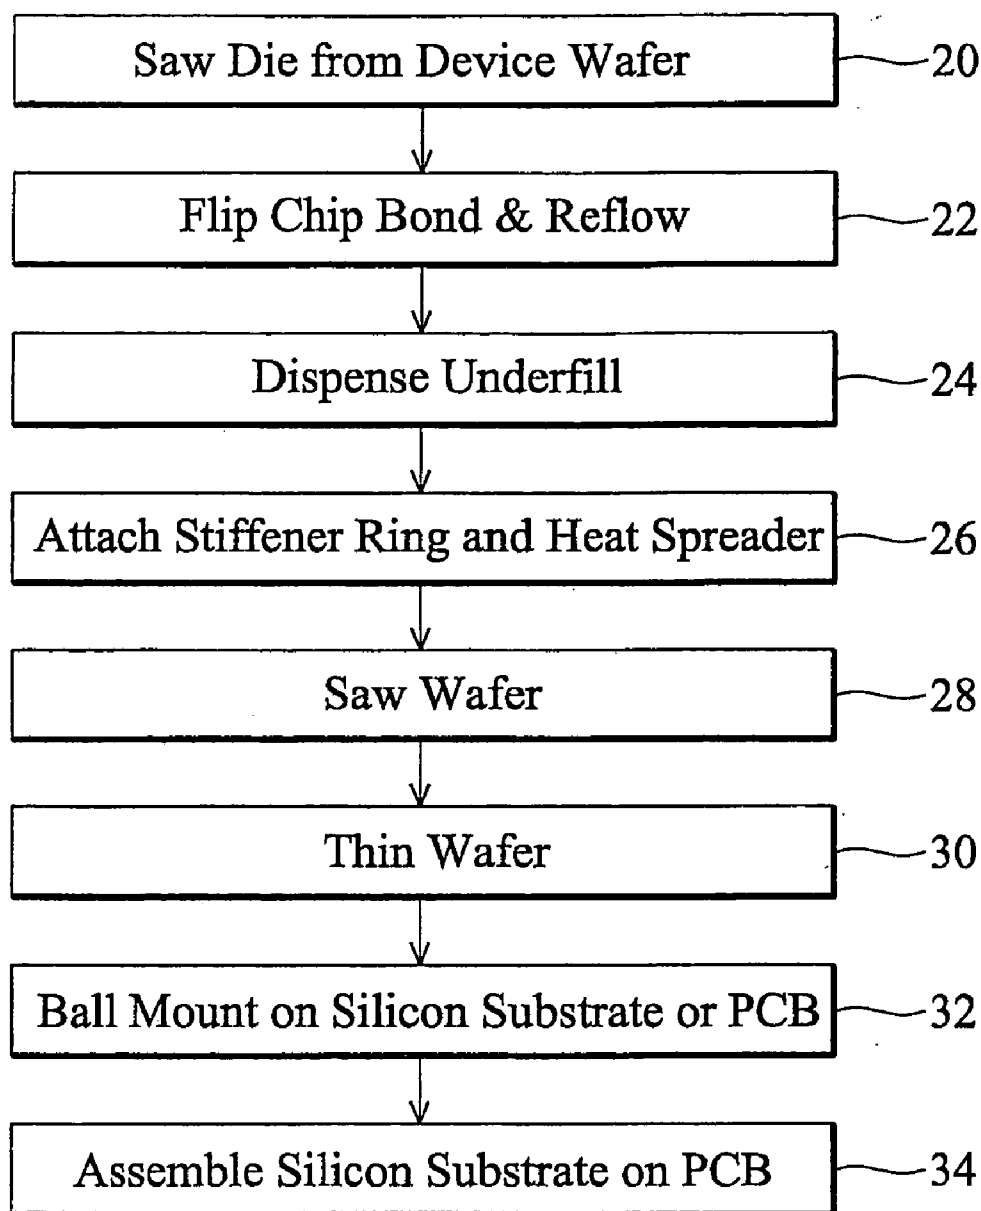 Saw Die from Device Wafer 20
Flip Chip Bond & Reflow 22
Dispense Underfill 24
Attach Stiffener Ring and Heat Spreader 26
Saw Wafer 28
Thin Wafer 30
Ball Mount on Silicon Substrate or PCB 32
Assemble Silicon Substrate on PCB 34